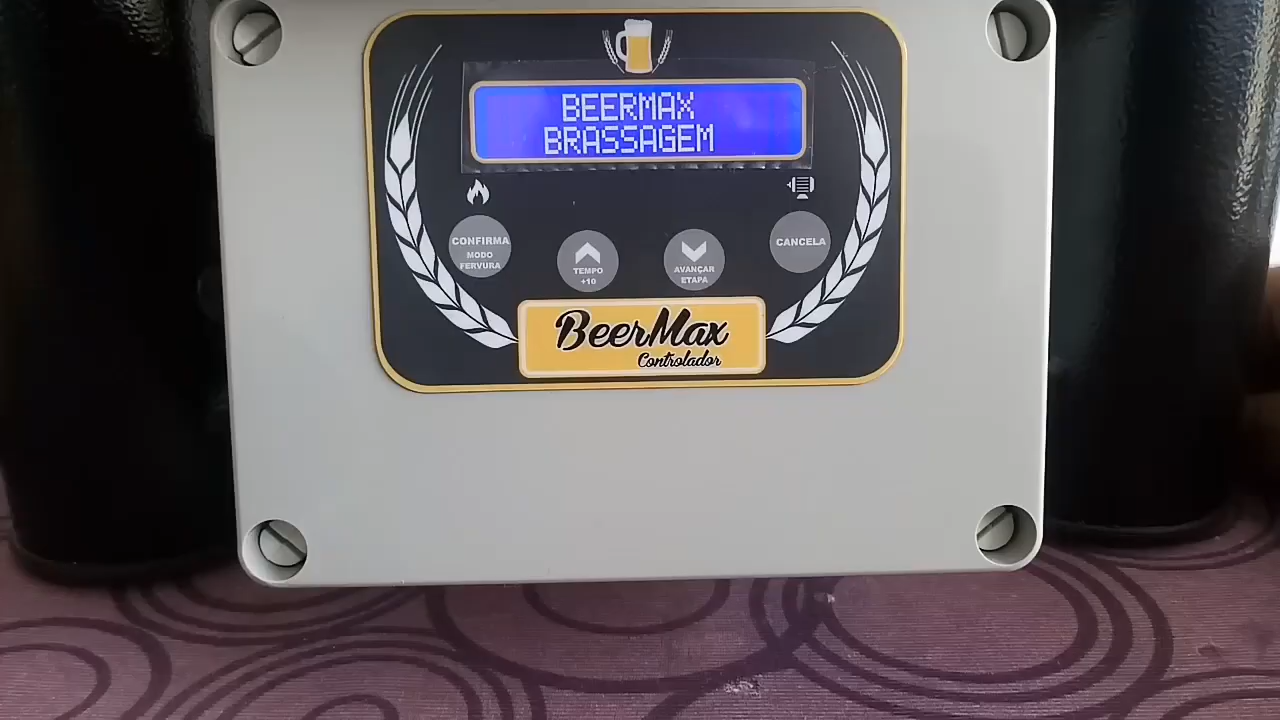 BEERMAX
BRASSAGEM
CONFIRMA
MODO
FERVURA
TEMPO
+10
AVANÇAR
ETAPA
CANCELA
BeerMax
Controlador